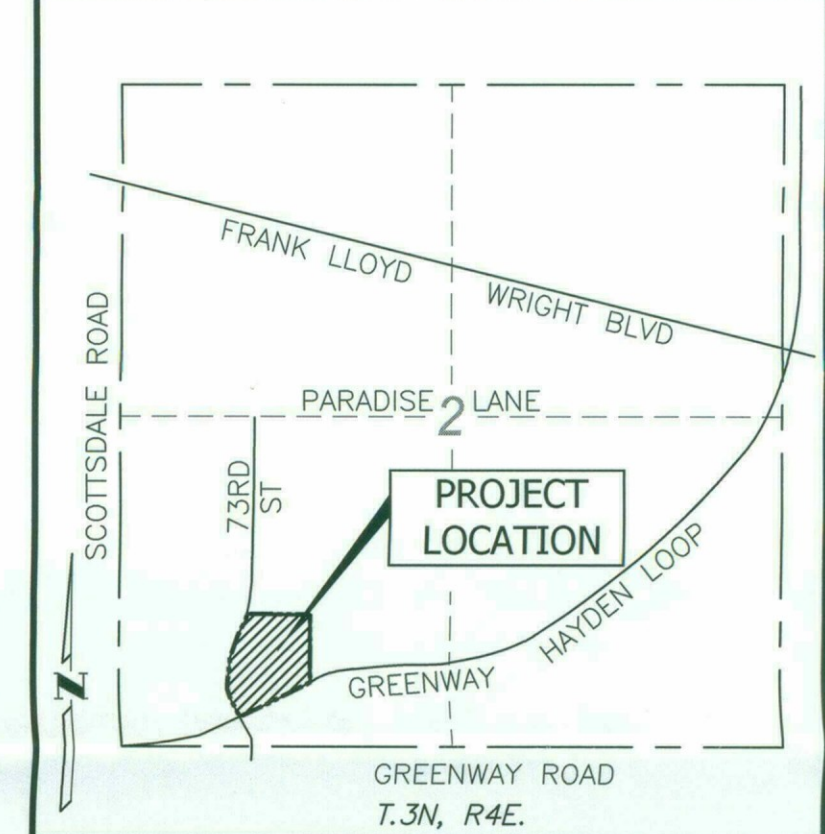 FRANK LLOYD WRIGHT BLVD
SCOTTSDALE ROAD
PARADISE LANE
2
73RD ST
PROJECT
LOCATION
GREENWAY HAYDEN LOOP
N
GREENWAY ROAD
T.3N, R4E.